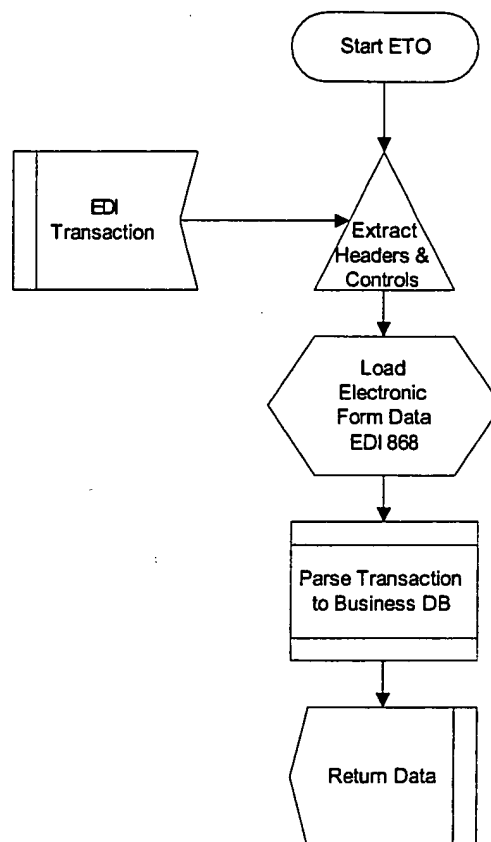 Start ETO
EDI
Transaction
Extract
Headers &
Controls
Load
Electronic
Form Data
EDI 868
Parse Transaction
to Business DB
Return Data